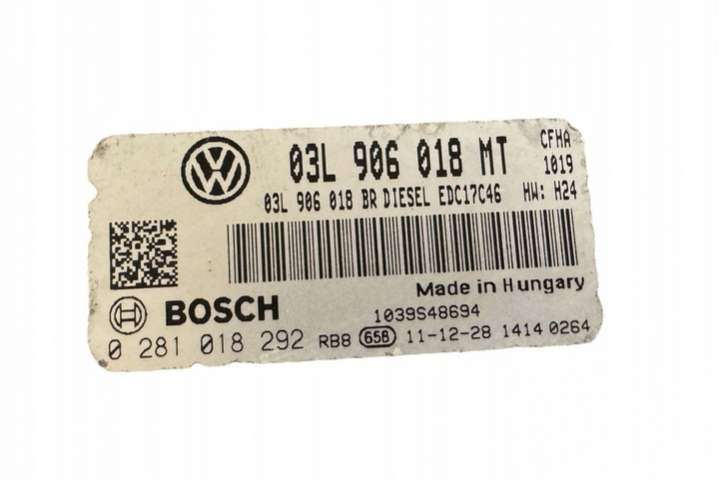 03L 906 018 MT
CFHA
1019
03L 906 018 BR DIESEL EDC17C46 HW: H24
Made in Hungary
BOSCH
1039S48694
0 281 018 292 RB8 658 11-12-28 1414 0264